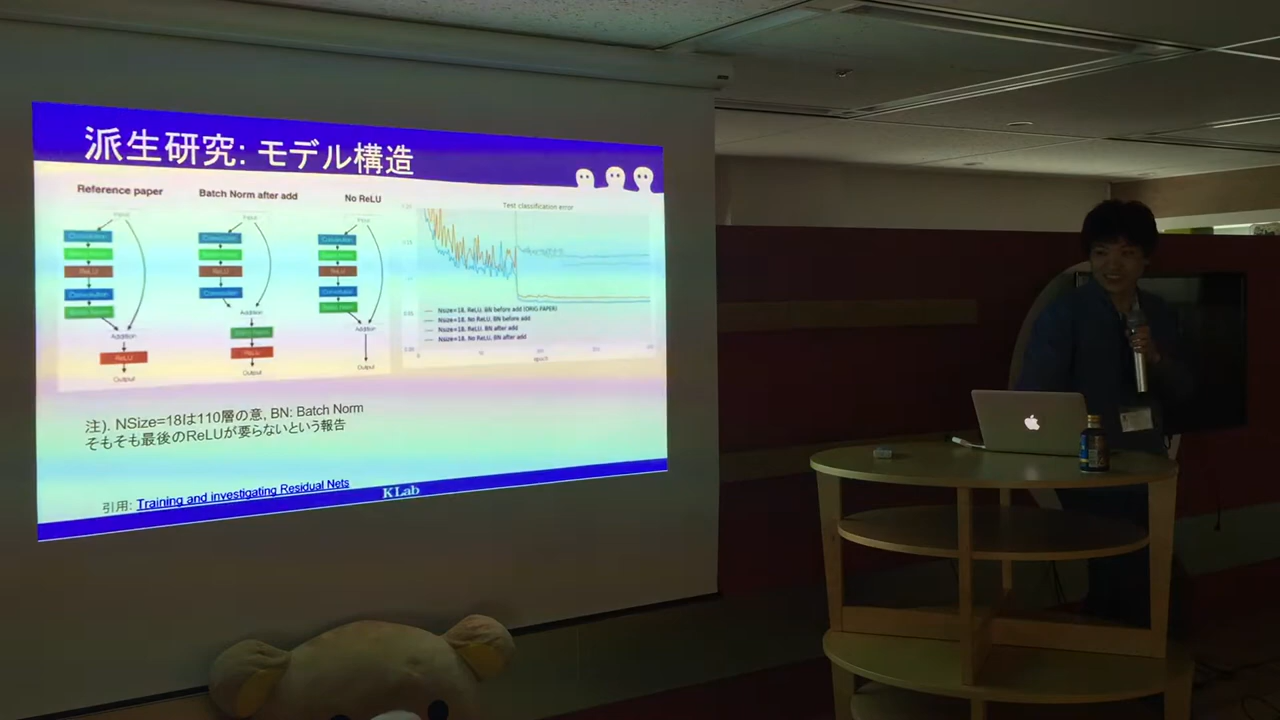 派生研究: モデル構造
Reference paper
Batch Norm after add
No ReLU
Test classification error
Input
Convolution
Batch Norm
ReLU
Convolution
Batch Norm
Addition
ReLU
Output
Input
Convolution
Batch Norm
ReLU
Convolution
Addition
Batch Norm
ReLU
Output
Input
Convolution
Batch Norm
ReLU
Convolution
Batch Norm
Addition
Output
Nsize=18, ReLU, BN before add (ORIG PAPER)
Nsize=18, No ReLU, BN before add
Nsize=18, ReLU, BN after add
Nsize=18, No ReLU, BN after add
epoch
注). NSize=18は110層の意, BN: Batch Norm
そもそも最後のReLUが要らないという報告
引用: Training and investigating Residual Nets
KLab